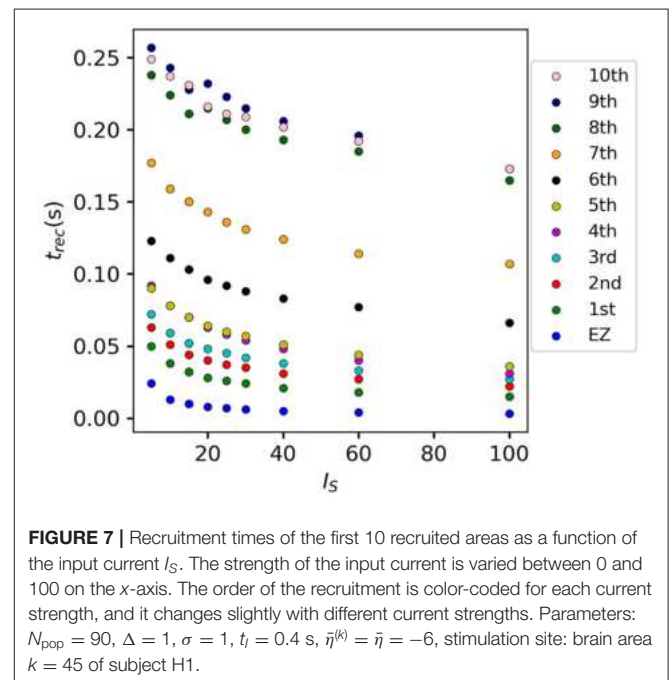 0.25
0.20
0.15
0.10
0.05
0.00
t_rec(s)
20
40
60
80
100
I_S
10th
9th
8th
7th
6th
5th
4th
3rd
2nd
1st
EZ
FIGURE 7 | Recruitment times of the first 10 recruited areas as a function of
the input current I_S. The strength of the input current is varied between 0 and
100 on the x-axis. The order of the recruitment is color-coded for each current
strength, and it changes slightly with different current strengths. Parameters:
N_pop = 90, Δ = 1, σ = 1, t_I = 0.4 s, η̄^(k) = η̄ = −6, stimulation site: brain area
k = 45 of subject H1.